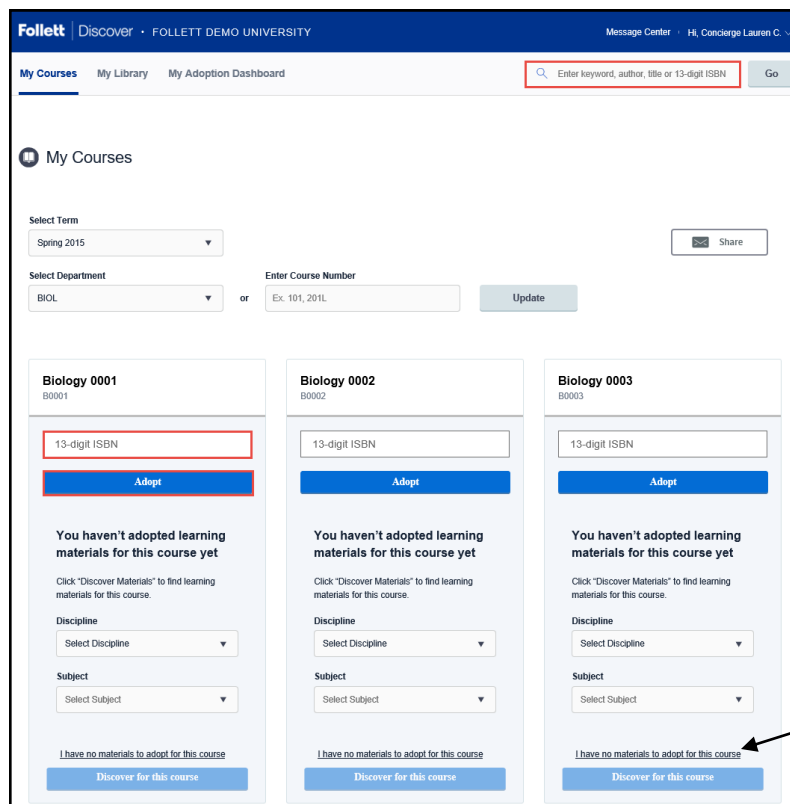 Follett | Discover • FOLLETT DEMO UNIVERSITY
Message Center
Hi, Concierge Lauren C.
My Courses
My Library
My Adoption Dashboard
Enter keyword, author, title or 13-digit ISBN
Go
My Courses
Select Term
Spring 2015
Share
Select Department
Enter Course Number
BIOL
or
Ex. 101, 201L
Update
Biology 0001
B0001
13-digit ISBN
Adopt
You haven't adopted learning
materials for this course yet
Click "Discover Materials" to find learning
materials for this course.
Discipline
Select Discipline
Subject
Select Subject
I have no materials to adopt for this course
Discover for this course
Biology 0002
B0002
13-digit ISBN
Adopt
You haven't adopted learning
materials for this course yet
Click "Discover Materials" to find learning
materials for this course.
Discipline
Select Discipline
Subject
Select Subject
I have no materials to adopt for this course
Discover for this course
Biology 0003
B0003
13-digit ISBN
Adopt
You haven't adopted learning
materials for this course yet
Click "Discover Materials" to find learning
materials for this course.
Discipline
Select Discipline
Subject
Select Subject
I have no materials to adopt for this course
Discover for this course